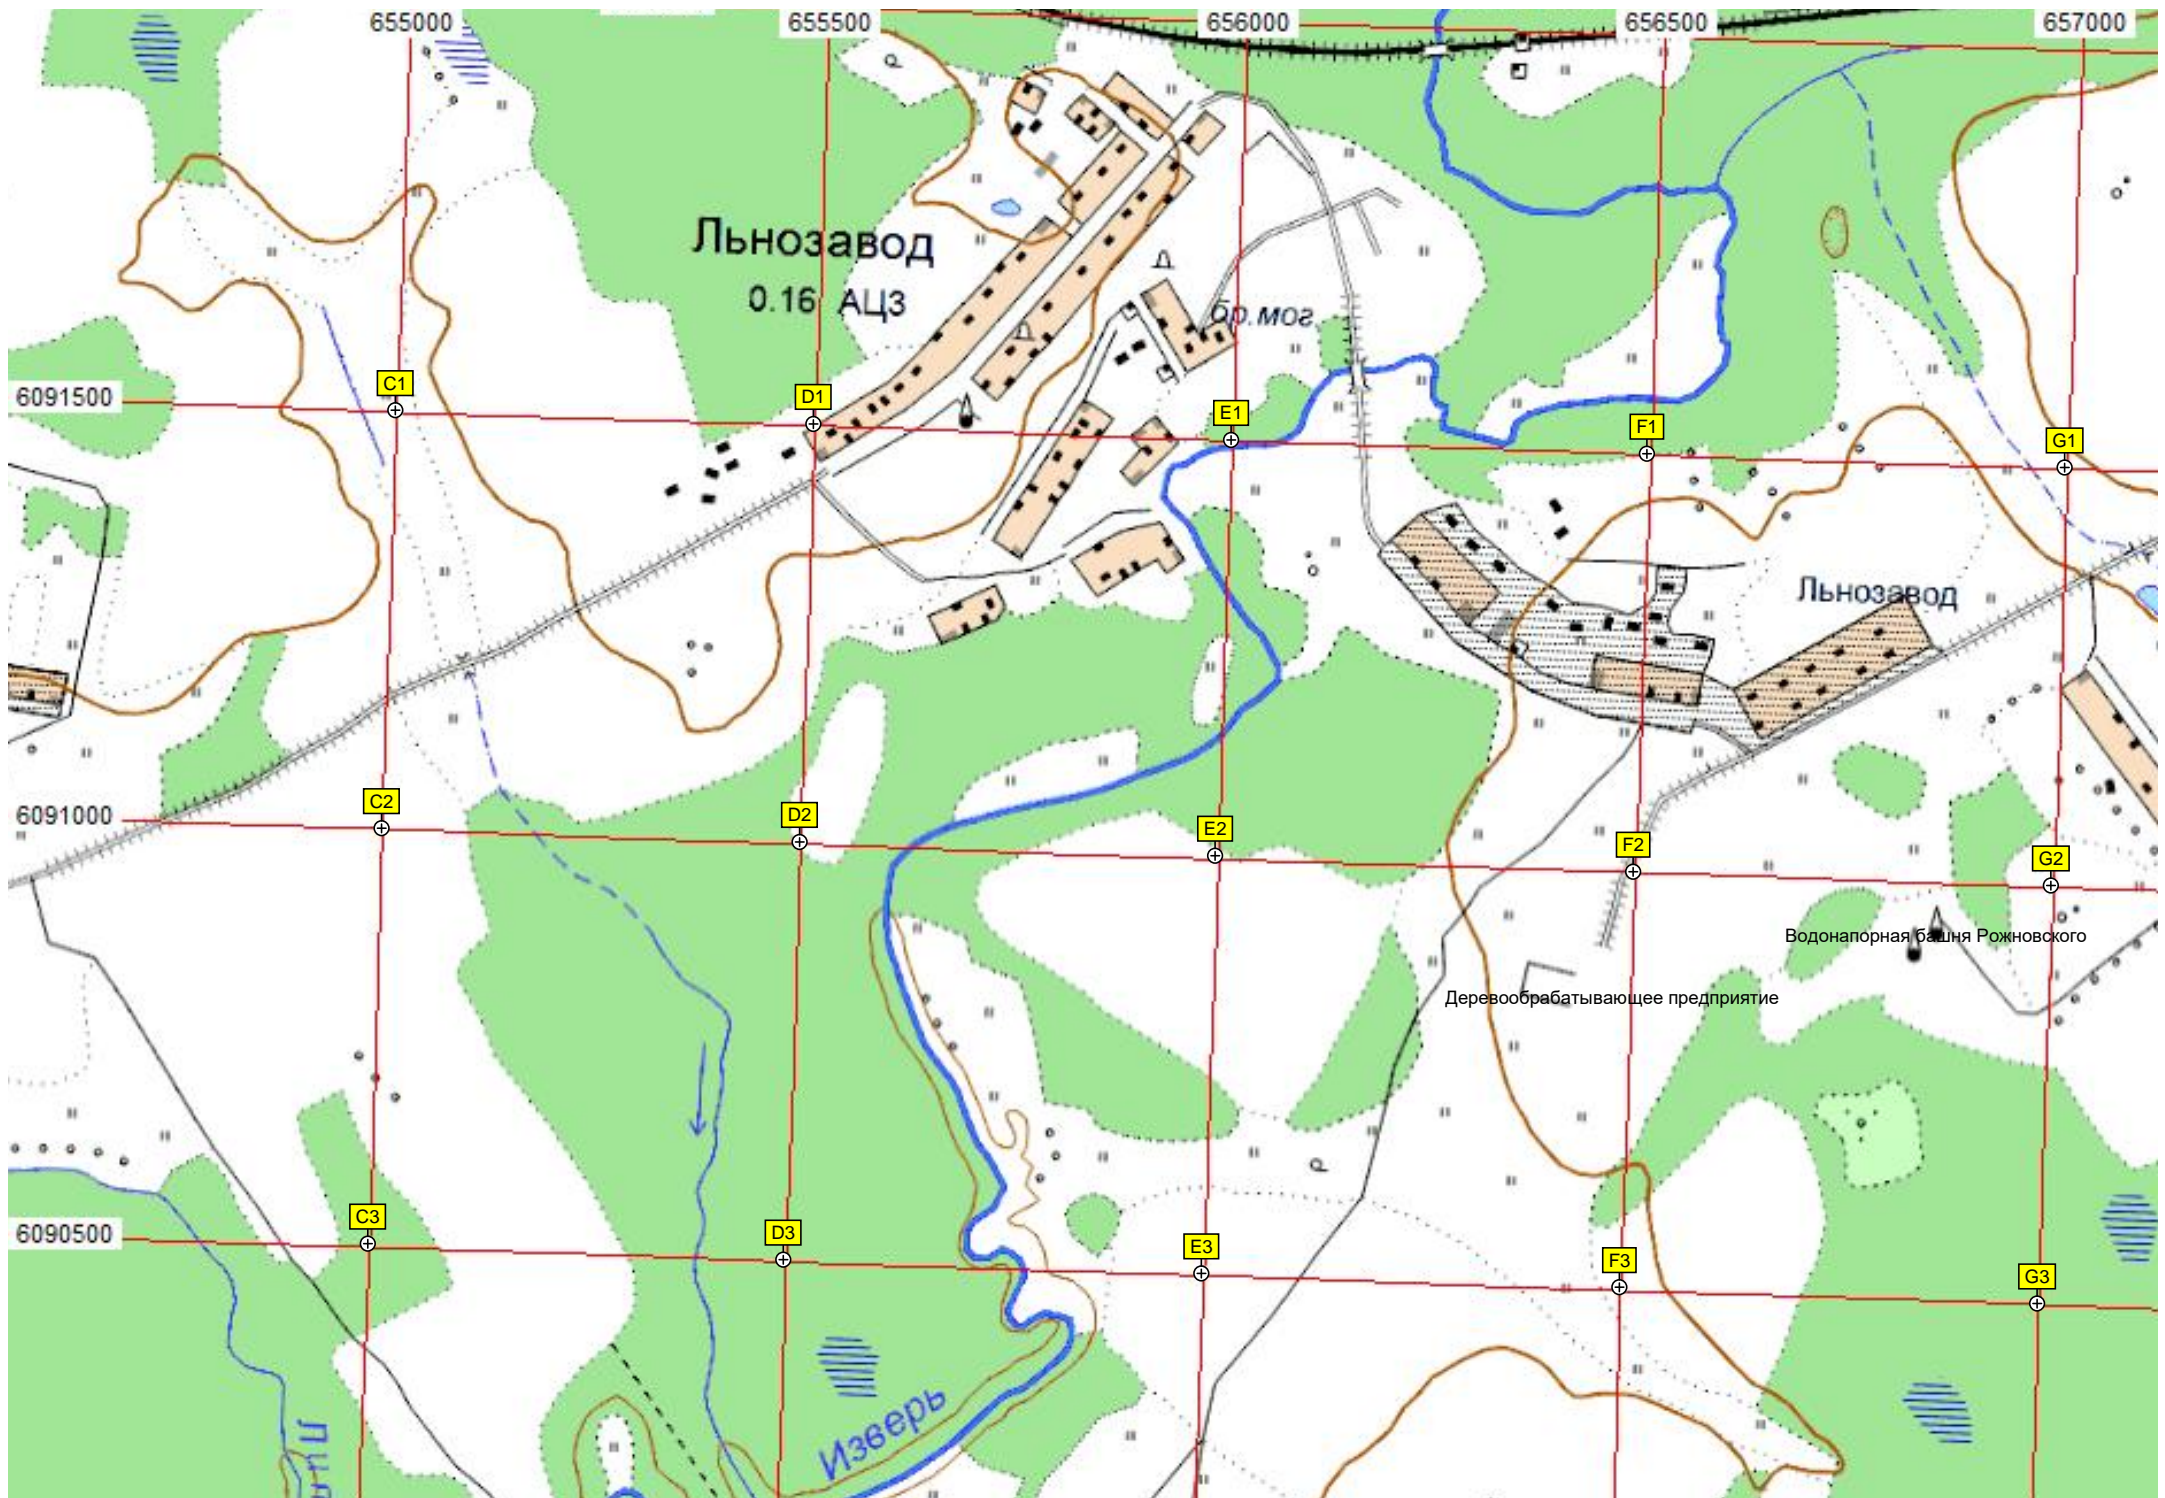 655000
655500
656000
656500
657000
р
Льнозавод
0.16 АЦЗ
бр.мог.
C1
6091500
D1
E1
F1
G1
Льнозавод
C2
6091000
D2
E2
F2
G2
Водонапорная башня Рожновского
Деревообрабатывающее предприятие
р
C3
6090500
D3
E3
F3
G3
Изверь